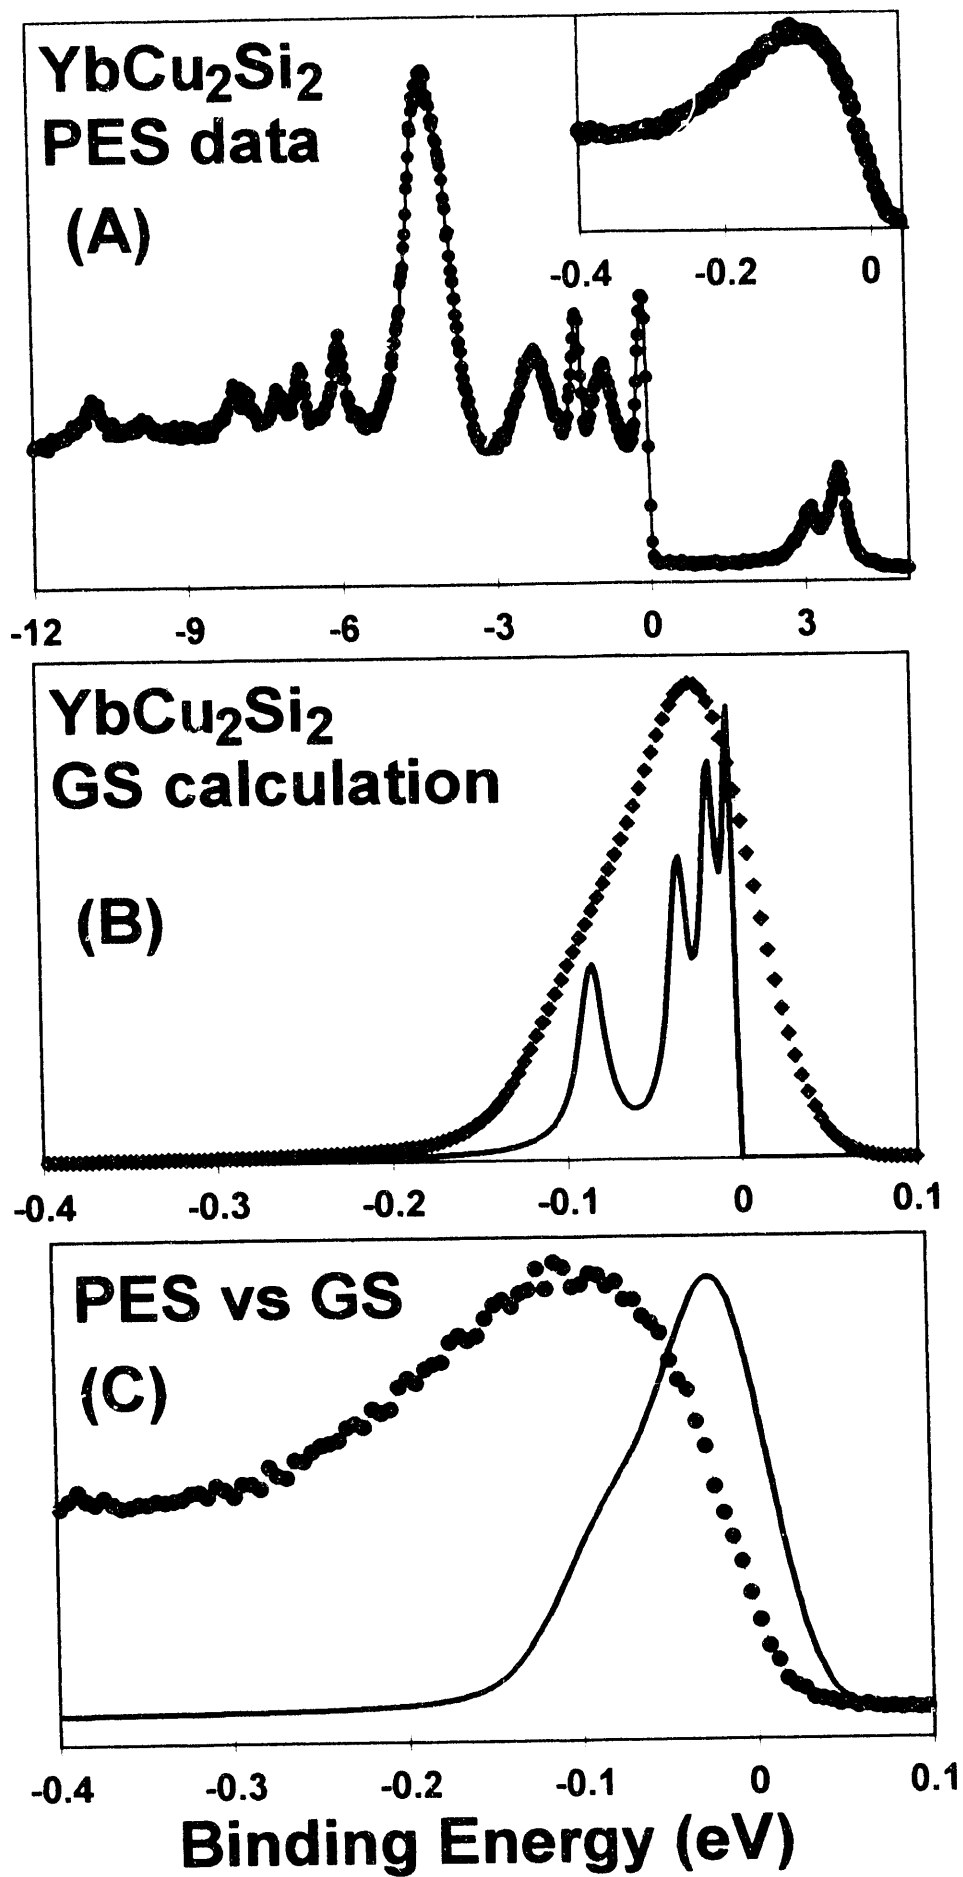 YbCu₂Si₂
PES data
(A)
-0.4 -0.2 0
-12 -9 -6 -3 0 3
YbCu₂Si₂
GS calculation
(B)
-0.4 -0.3 -0.2 -0.1 0 0.1
PES vs GS
(C)
-0.4 -0.3 -0.2 -0.1 0 0.1
Binding Energy (eV)